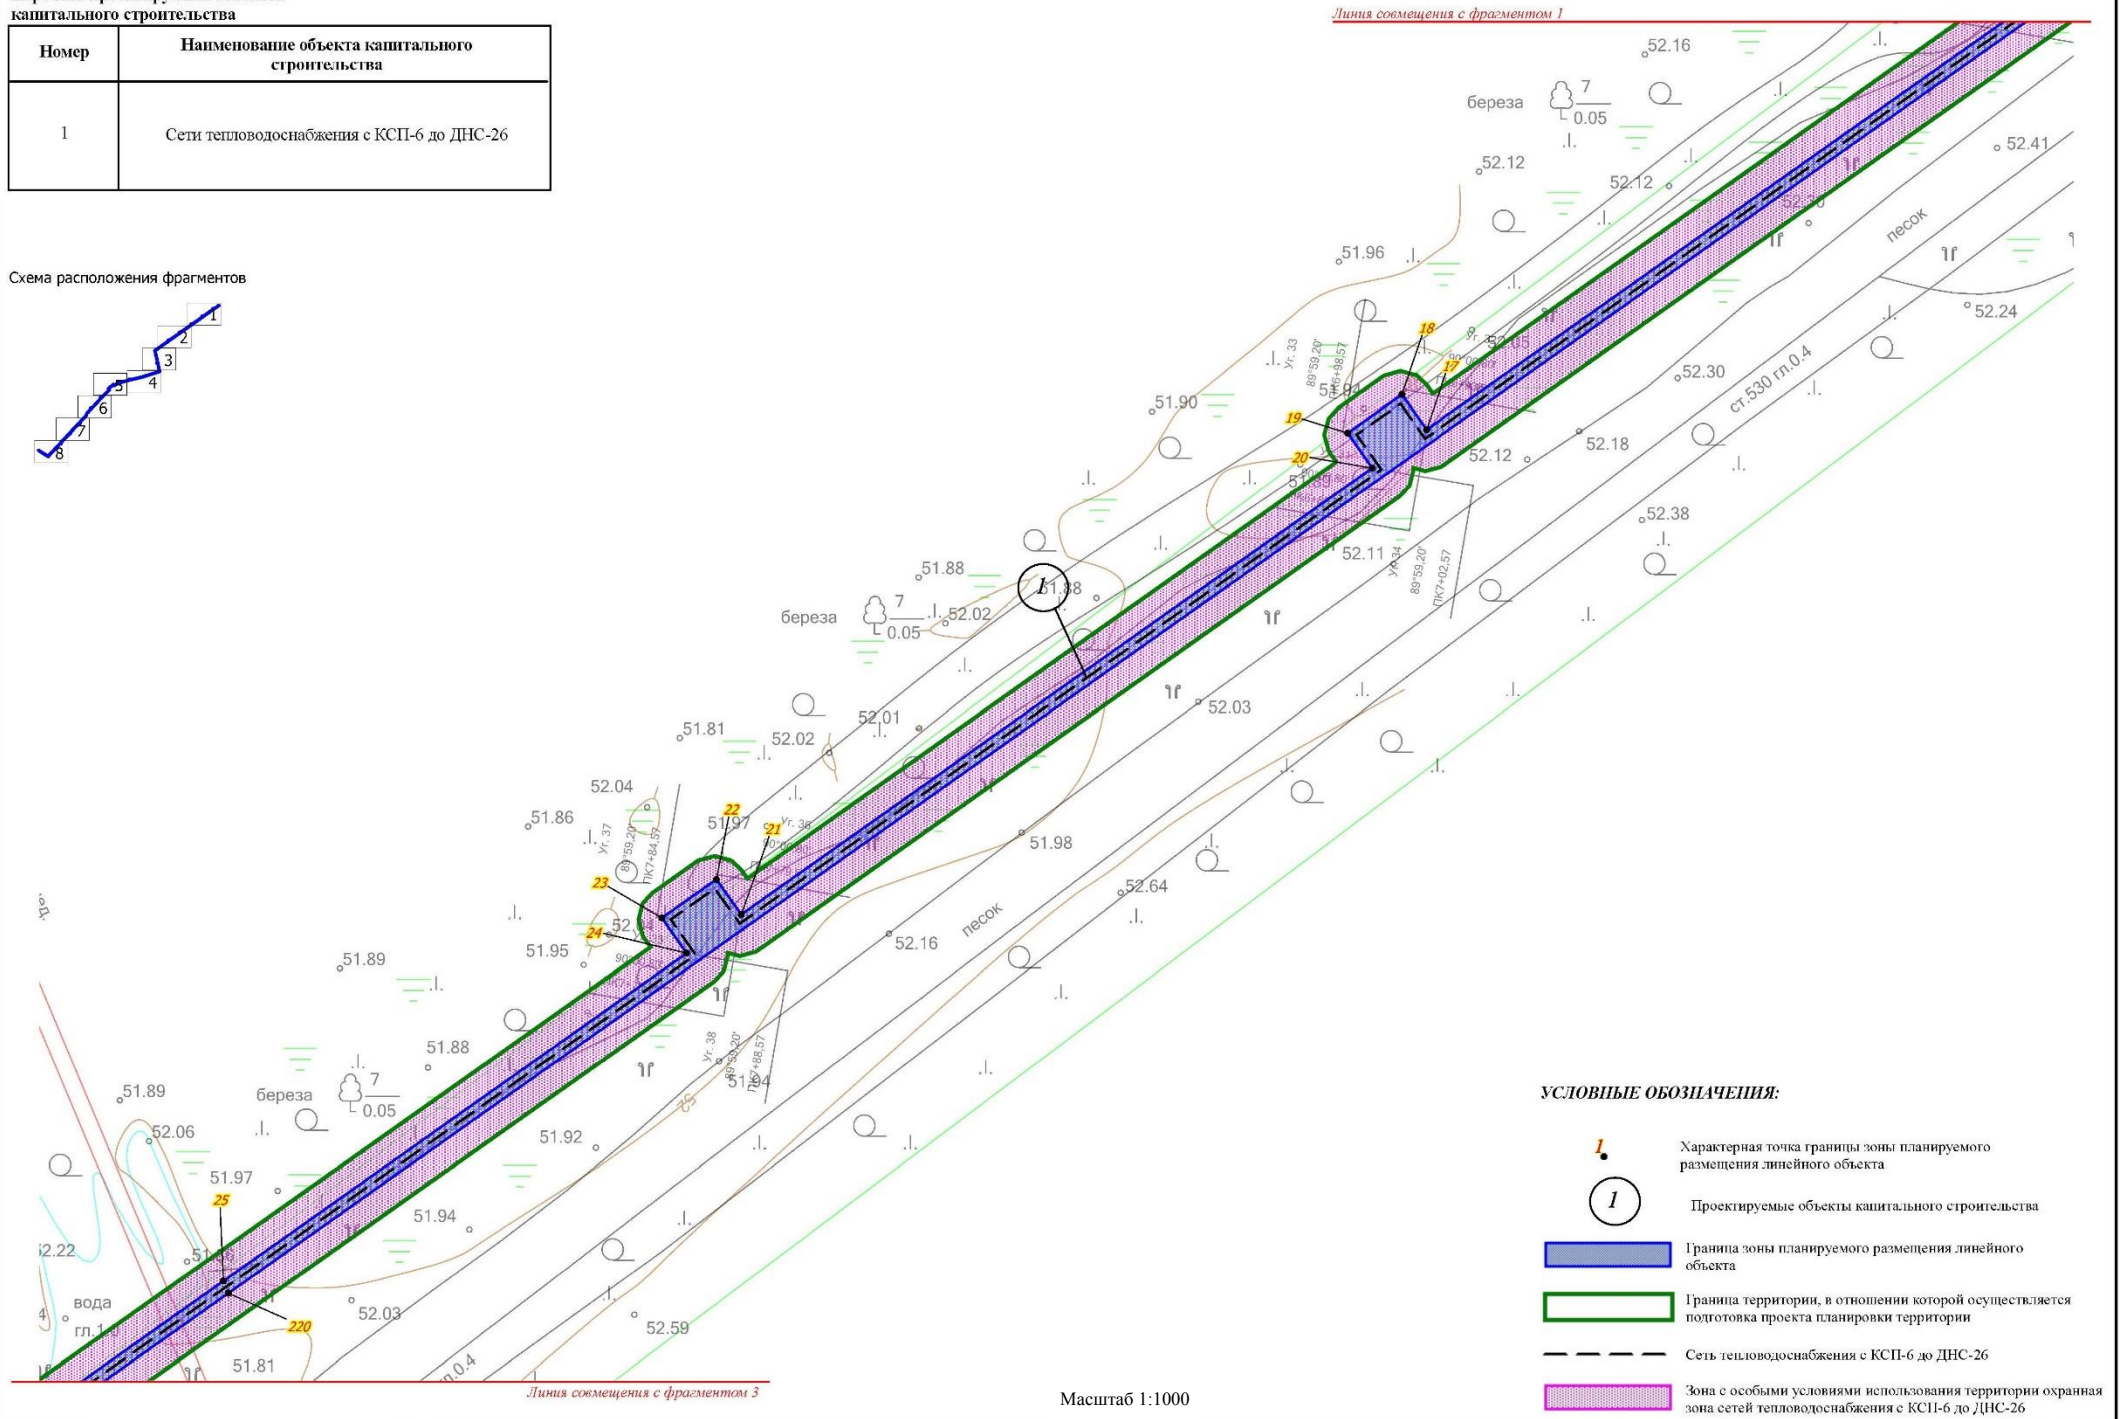 капитального строительства
Номер
Наименование объекта капитального
строительства
1
Сети тепловодоснабжения с КСП-6 до ДНС-26
Схема расположения фрагментов
1
2
3
4
5
6
7
8
Линия совмещения с фрагментом 1
52.16
береза
7
0.05
52.12
52.12
52.41
песок
51.96
52.24
18
17
Уг. 33
89°59,20'
52.30
ст.530 гл.0.4
51.90
19
20
52.12
52.18
52.38
52.11
Уг.34
89°59,20'
ПК7+02,57
51.88
1
51.88
береза
7
0.05
52.02
52.03
52.01
51.81
52.02
52.04
51.86
22
51.97
21
Уг. 37
89°59,20'
ПК7+84,57
51.98
23
52.64
24
песок
52.16
51.95
51.89
51.88
Уг. 38
89°59,20'
ПК7+88,57
51.94
52
51.89
береза
7
0.05
52.06
51.92
51.97
25
51.94
вода
220
52.03
52.59
51.81
Линия совмещения с фрагментом 3
Масштаб 1:1000
УСЛОВНЫЕ ОБОЗНАЧЕНИЯ:
1
Характерная точка границы зоны планируемого
размещения линейного объекта
1
Проектируемые объекты капитального строительства
Граница зоны планируемого размещения линейного
объекта
Граница территории, в отношении которой осуществляется
подготовка проекта планировки территории
Сеть тепловодоснабжения с КСП-6 до ДНС-26
Зона с особыми условиями использования территории охранная
зона сетей тепловодоснабжения с КСП-6 до ДНС-26